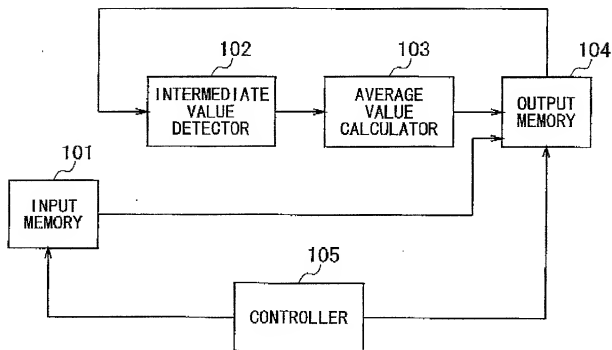 102
103
104
INTERMEDIATE
VALUE
DETECTOR
AVERAGE
VALUE
CALCULATOR
OUTPUT
MEMORY
101
INPUT
MEMORY
105
CONTROLLER